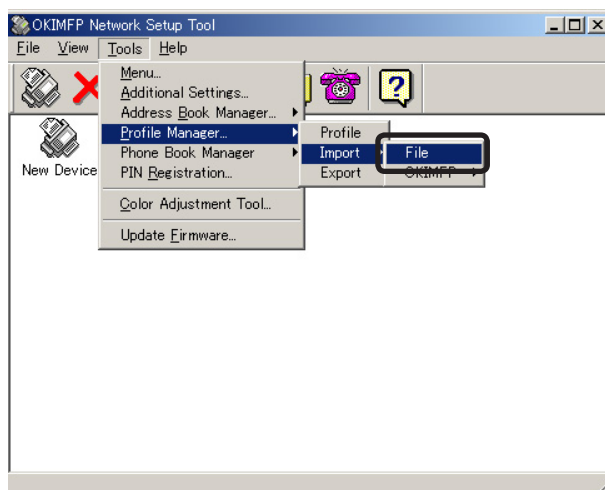 OKIMFP Network Setup Tool
File View Tools Help
Menu...
Additional Settings...
Address Book Manager...
Profile Manager... Profile
Phone Book Manager Import File
New Device PIN Registration... Export OKIMFP
Color Adjustment Tool...
Update Firmware...